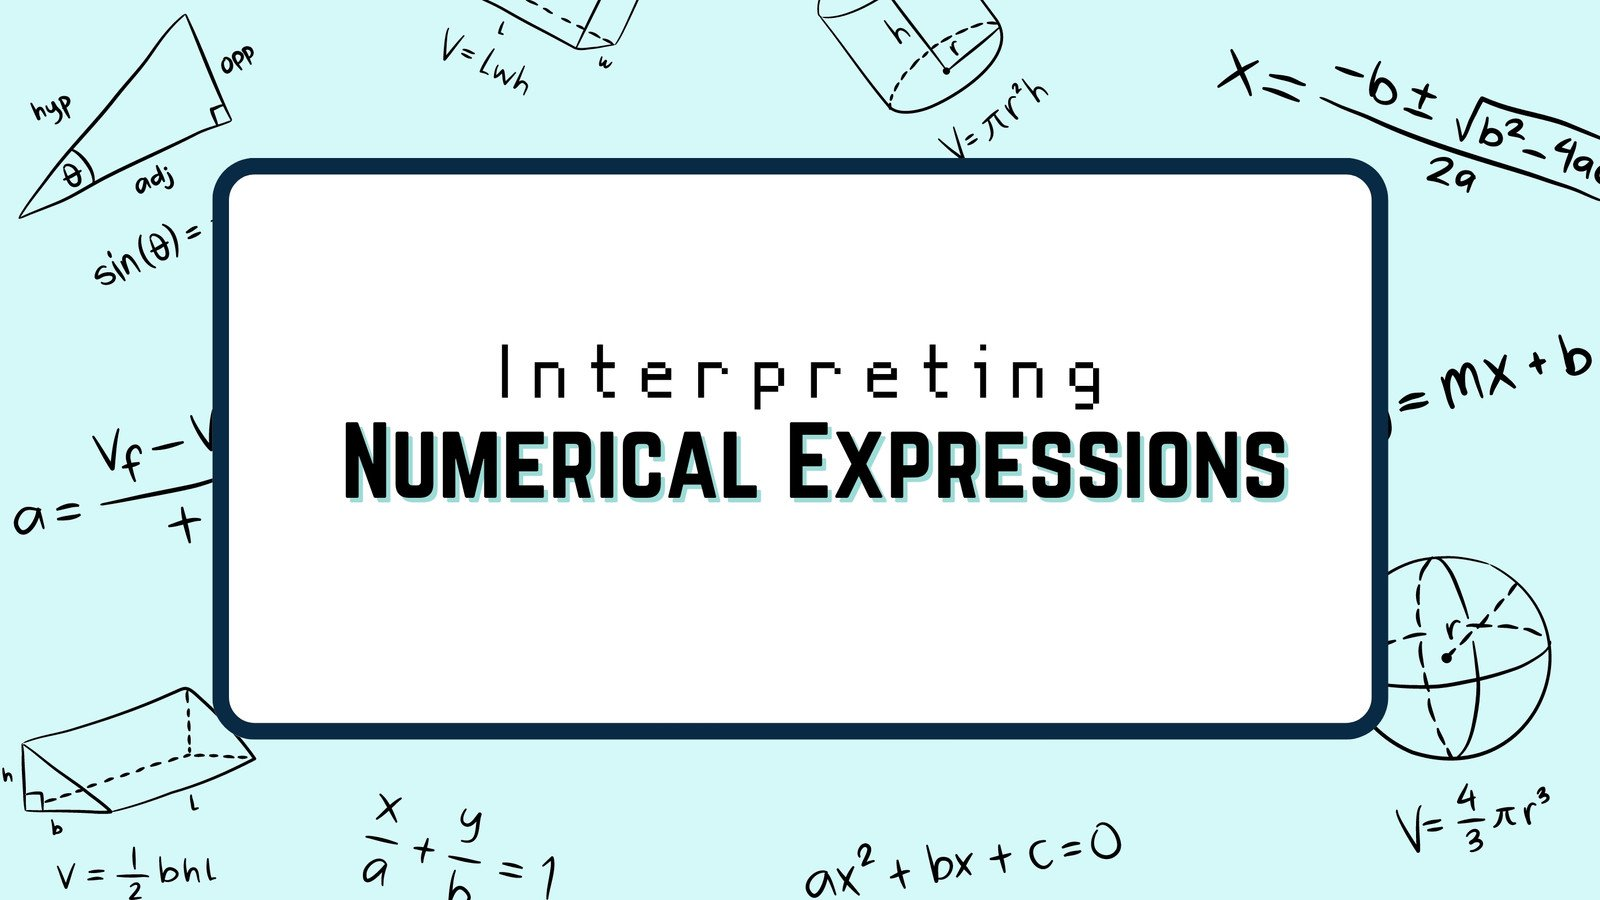 hyp
opp
θ
adj
sin(θ) =
L
w
V = Lwh
h
r
V = πr²h
x = -b ± √b² - 4a
2a
Interpreting
NUMERICAL EXPRESSIONS
a = Vf - V
t
= mx + b
h
b
L
V = 1/2 bhL
x/a + y/b = 1
ax² + bx + c = 0
r
V = 4/3 πr³